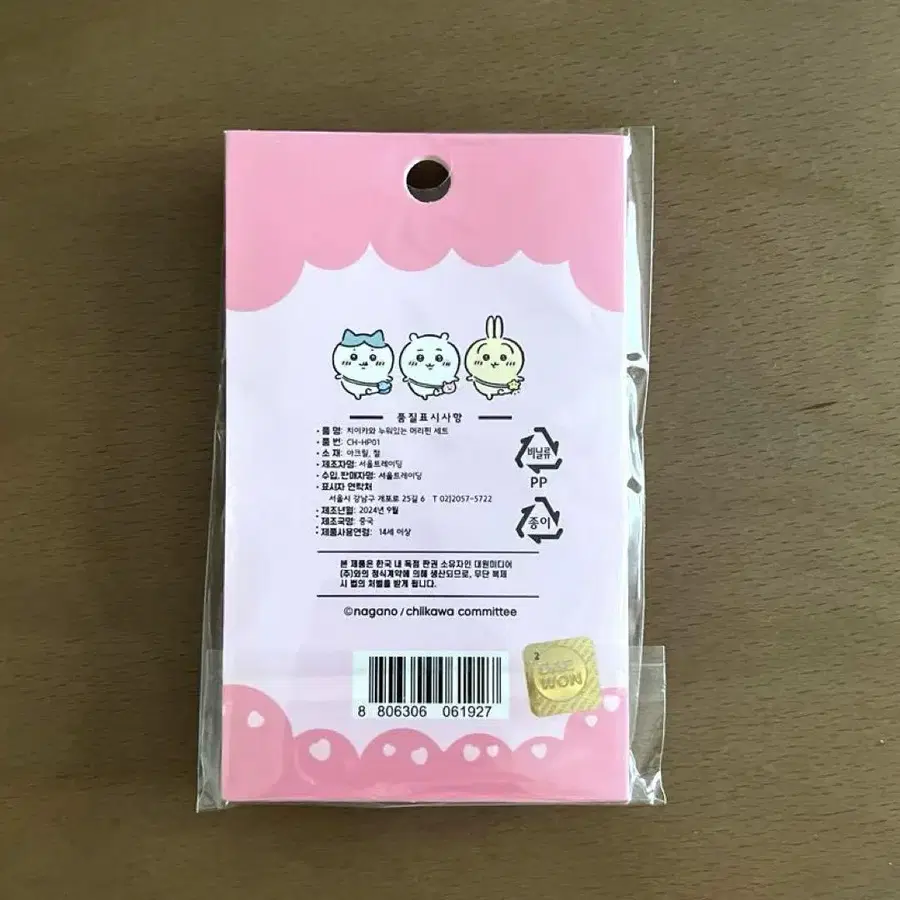 품질표시사항
• 품 명: 치이카와 누워있는 머리핀 세트
• 품 번: CH-HP01
• 소 재: 아크릴, 철
• 제조자명: 서울트레이딩
• 수입, 판매자명: 서울트레이딩
• 표시자 연락처
서울시 강남구 개포로 25길 6 T 02)2057-5722
• 제조년월: 2024년 9월
• 제조국명: 중국
• 제품사용연령: 14세 이상
비닐류
PP
종이
본 제품은 한국 내 독점 판권 소유자인 대원미디어
(주)와의 정식계약에 의해 생산되므로, 무단 복제
시 법의 처벌를 받게 됩니다.
©nagano / chiikawa committee
8 806306 061927
2
DAE
WON